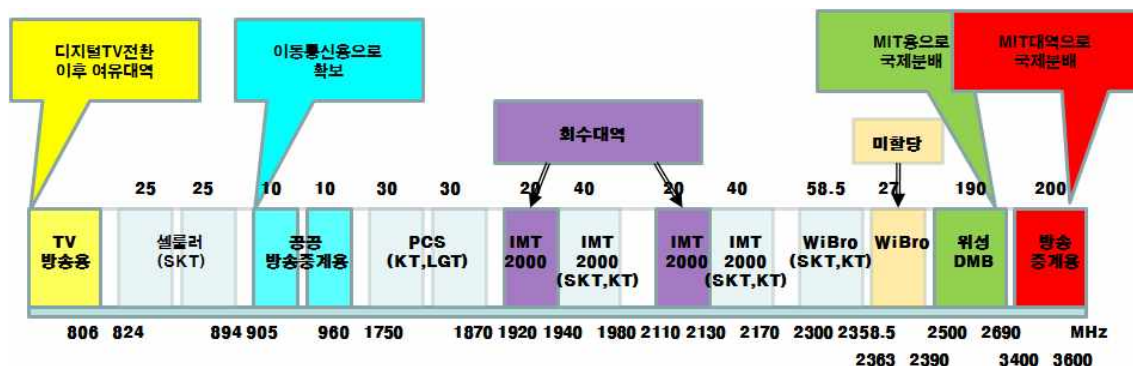 디지털TV전환
이후 여유대역
이동통신용으로
확보
MIT용으로
국제분배
MIT대역으로
국제분배
회수대역
미할당
25 25 10 10 30 30 20 40 20 40 58.5 27 190 200
TV
방송용
셀룰러
(SKT)
공공
방송중계용
PCS
(KT,LGT)
IMT
2000
IMT
2000
(SKT,KT)
IMT
2000
IMT
2000
(SKT,KT)
WiBro
(SKT,KT)
WiBro
위성
DMB
방송
중계용
806 824 894 905 960 1750 1870 1920 1940 1980 2110 2130 2170 2300 2358.5 2500 2690 MHz
2363 2390 3400 3600